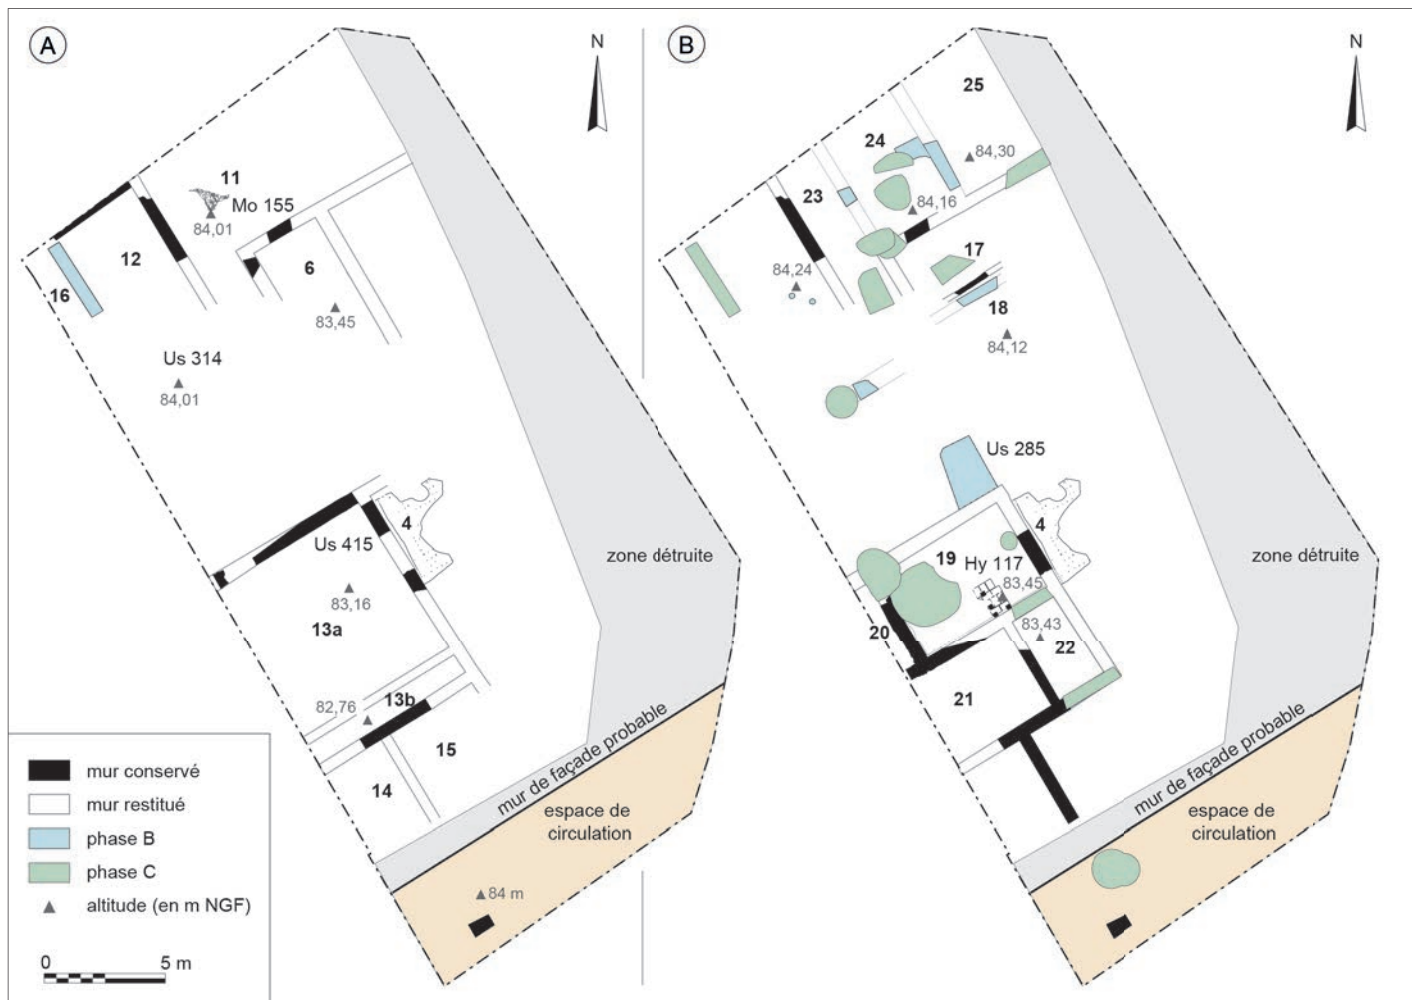 A
N
11
Mo 155
84,01
12
6
16
83,45
Us 314
84,01
4
Us 415
83,16
13a
zone détruite
82,76
13b
15
14
mur de façade probable
espace de
circulation
84 m
mur conservé
mur restitué
phase B
phase C
altitude (en m NGF)
0
5 m
B
N
25
24
84,30
23
84,16
17
84,24
18
84,12
Us 285
4
19
Hy 117
83,45
zone détruite
20
83,43
22
21
mur de façade probable
espace de
circulation